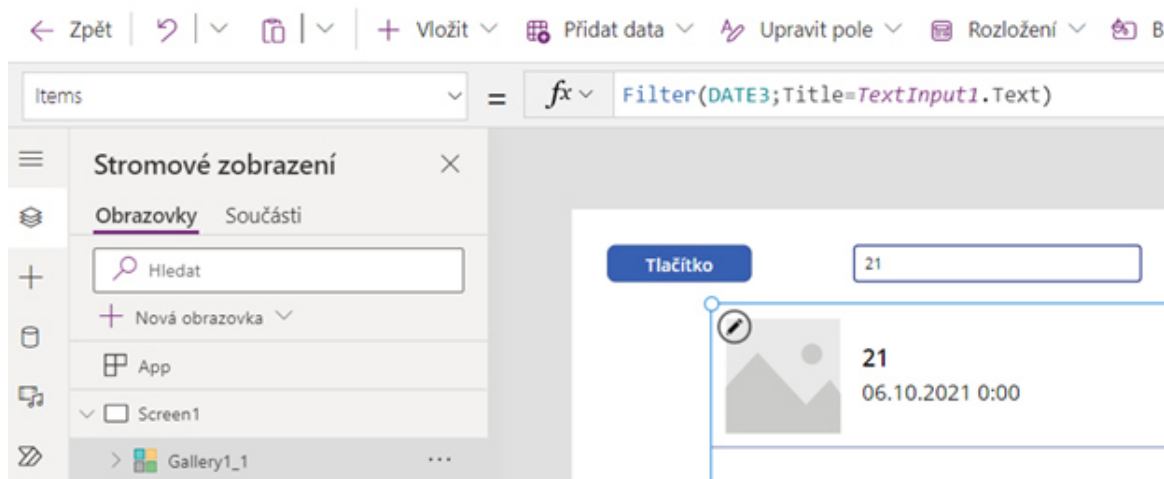 Zpět Vložit Přidat data Upravit pole Rozložení B
Items = fx Filter(DATE3;Title=TextInput1.Text)
Stromové zobrazení
Obrazovky Součásti
Hledat
Nová obrazovka
App
Screen1
Gallery1_1 ...
Tlačítko 21
21
06.10.2021 0:00